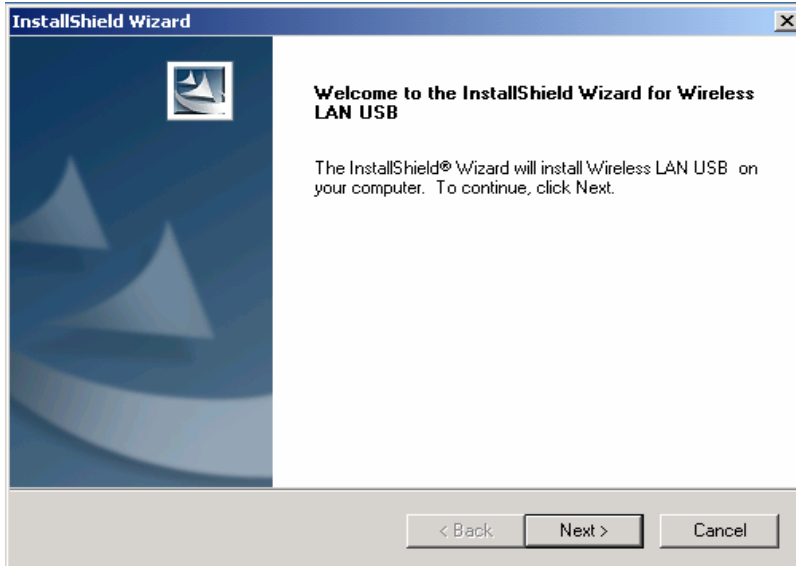 InstallShield Wizard
Welcome to the InstallShield Wizard for Wireless
LAN USB
The InstallShield® Wizard will install Wireless LAN USB on
your computer. To continue, click Next.
< Back Next > Cancel